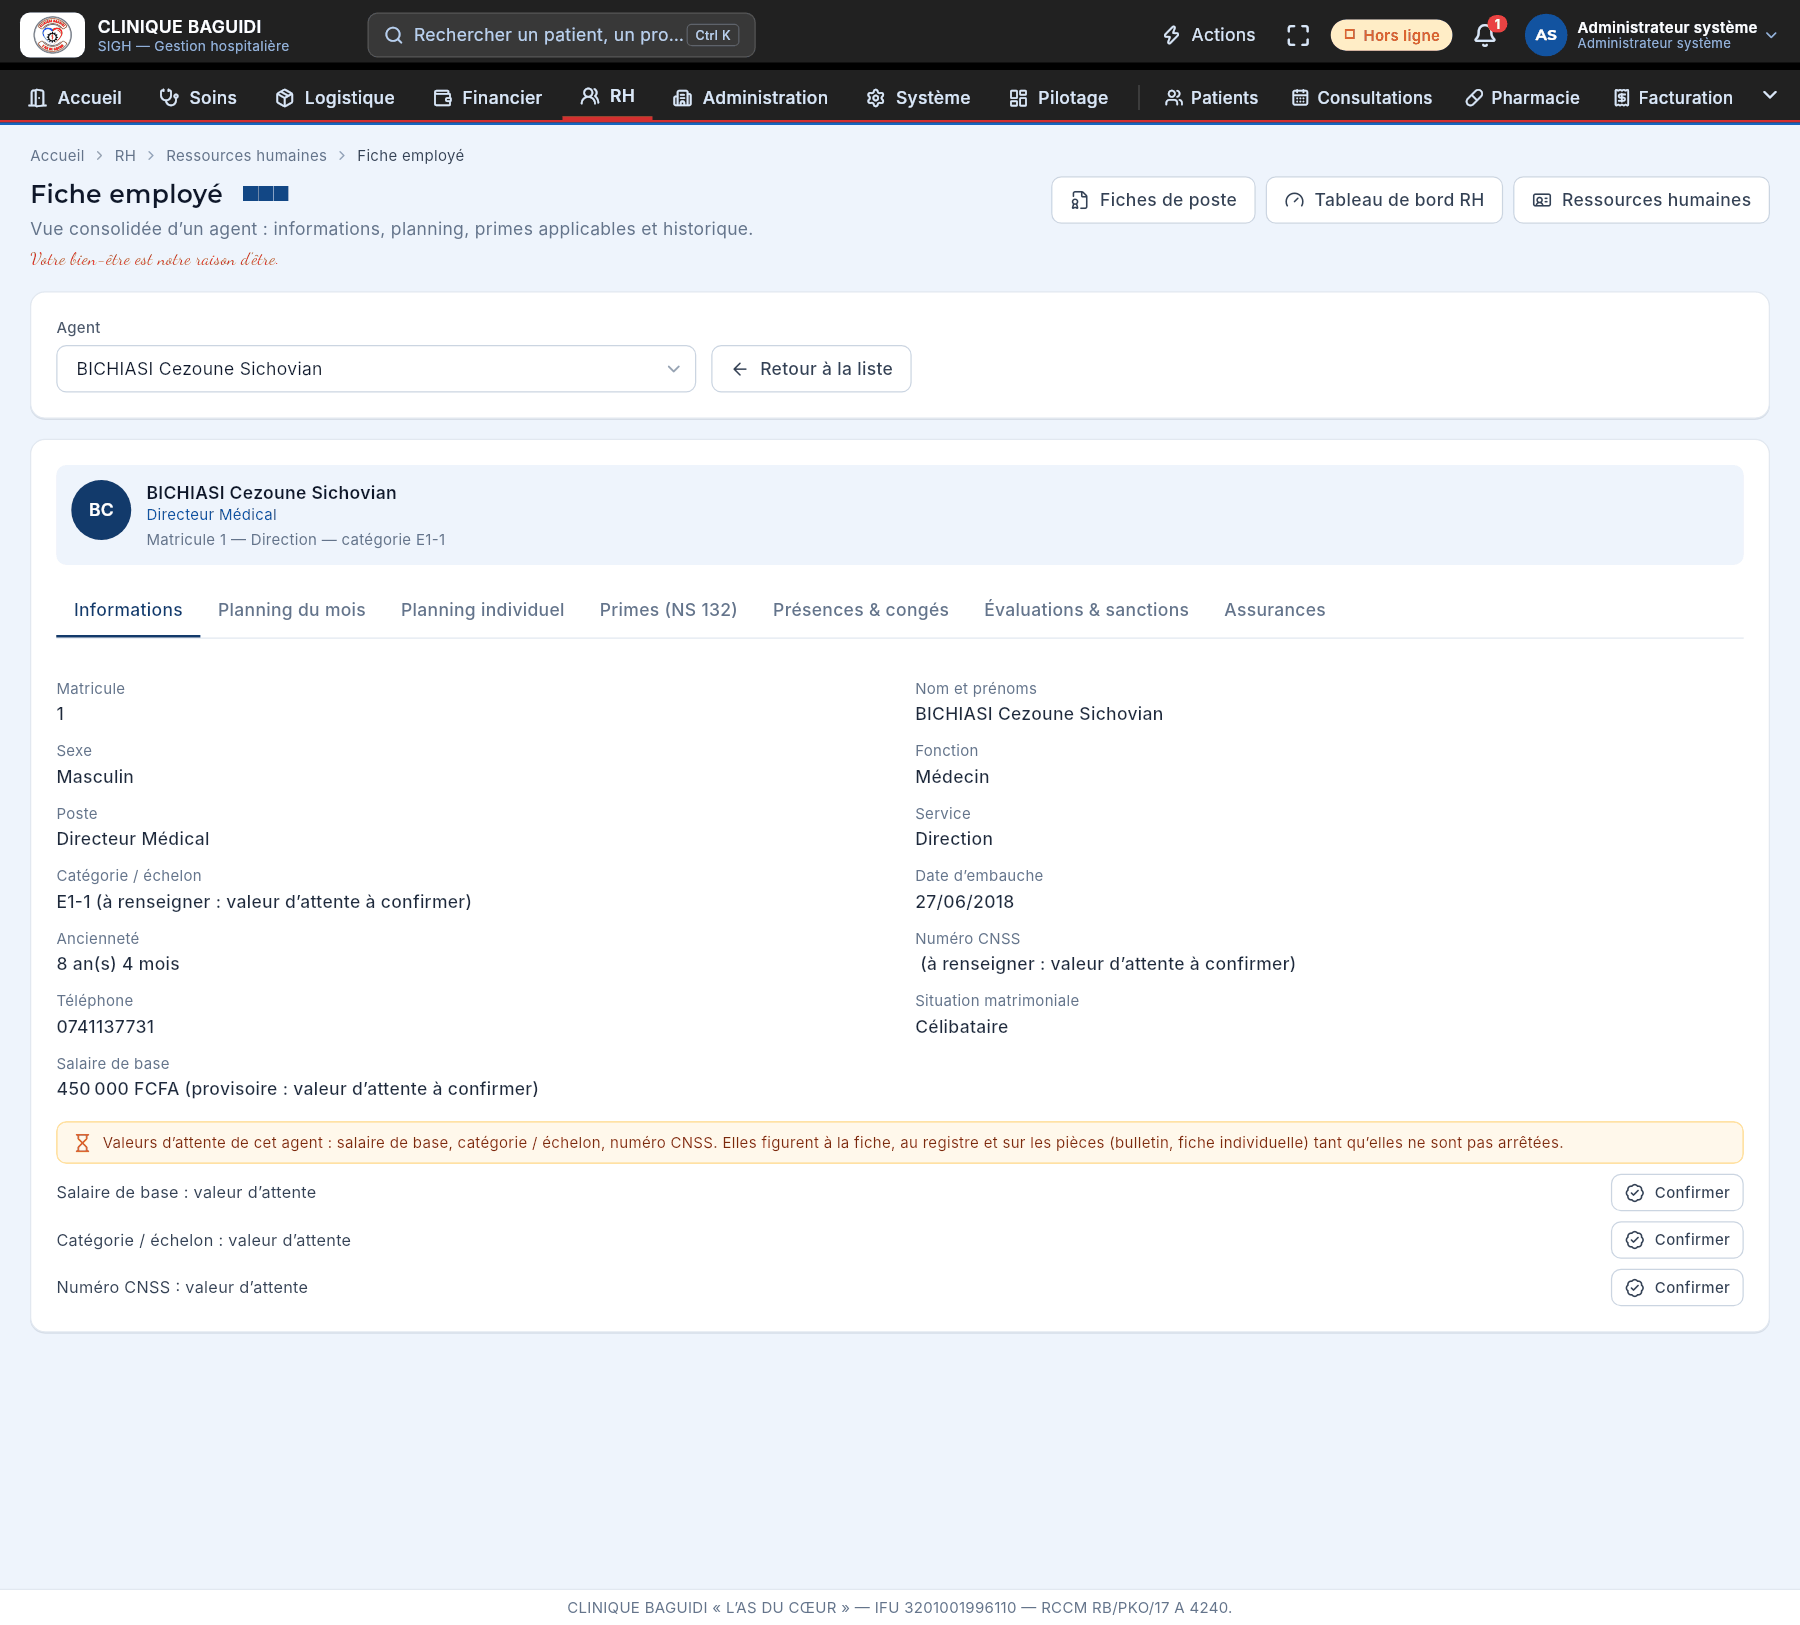 CLINIQUE BAGUIDI
SIGH — Gestion hospitalière
Rechercher un patient, un pro... Ctrl K
Actions
Hors ligne
1
AS
Administrateur système
Administrateur système
Accueil Soins Logistique Financier RH Administration Système Pilotage Patients Consultations Pharmacie Facturation
Accueil > RH > Ressources humaines > Fiche employé
Fiche employé
Fiches de poste Tableau de bord RH Ressources humaines
Vue consolidée d’un agent : informations, planning, primes applicables et historique.
Votre bien-être est notre raison d'être.
Agent
BICHIASI Cezoune Sichovian
Retour à la liste
BC
BICHIASI Cezoune Sichovian
Directeur Médical
Matricule 1 — Direction — catégorie E1-1
Informations Planning du mois Planning individuel Primes (NS 132) Présences & congés Évaluations & sanctions Assurances
Matricule
1
Nom et prénoms
BICHIASI Cezoune Sichovian
Sexe
Masculin
Fonction
Médecin
Poste
Directeur Médical
Service
Direction
Catégorie / échelon
E1-1 (à renseigner : valeur d’attente à confirmer)
Date d’embauche
27/06/2018
Ancienneté
8 an(s) 4 mois
Numéro CNSS
(à renseigner : valeur d’attente à confirmer)
Téléphone
0741137731
Situation matrimoniale
Célibataire
Salaire de base
450 000 FCFA (provisoire : valeur d’attente à confirmer)
Valeurs d’attente de cet agent : salaire de base, catégorie / échelon, numéro CNSS. Elles figurent à la fiche, au registre et sur les pièces (bulletin, fiche individuelle) tant qu’elles ne sont pas arrêtées.
Salaire de base : valeur d’attente
Confirmer
Catégorie / échelon : valeur d’attente
Confirmer
Numéro CNSS : valeur d’attente
Confirmer
CLINIQUE BAGUIDI « L’AS DU CŒUR » — IFU 3201001996110 — RCCM RB/PKO/17 A 4240.